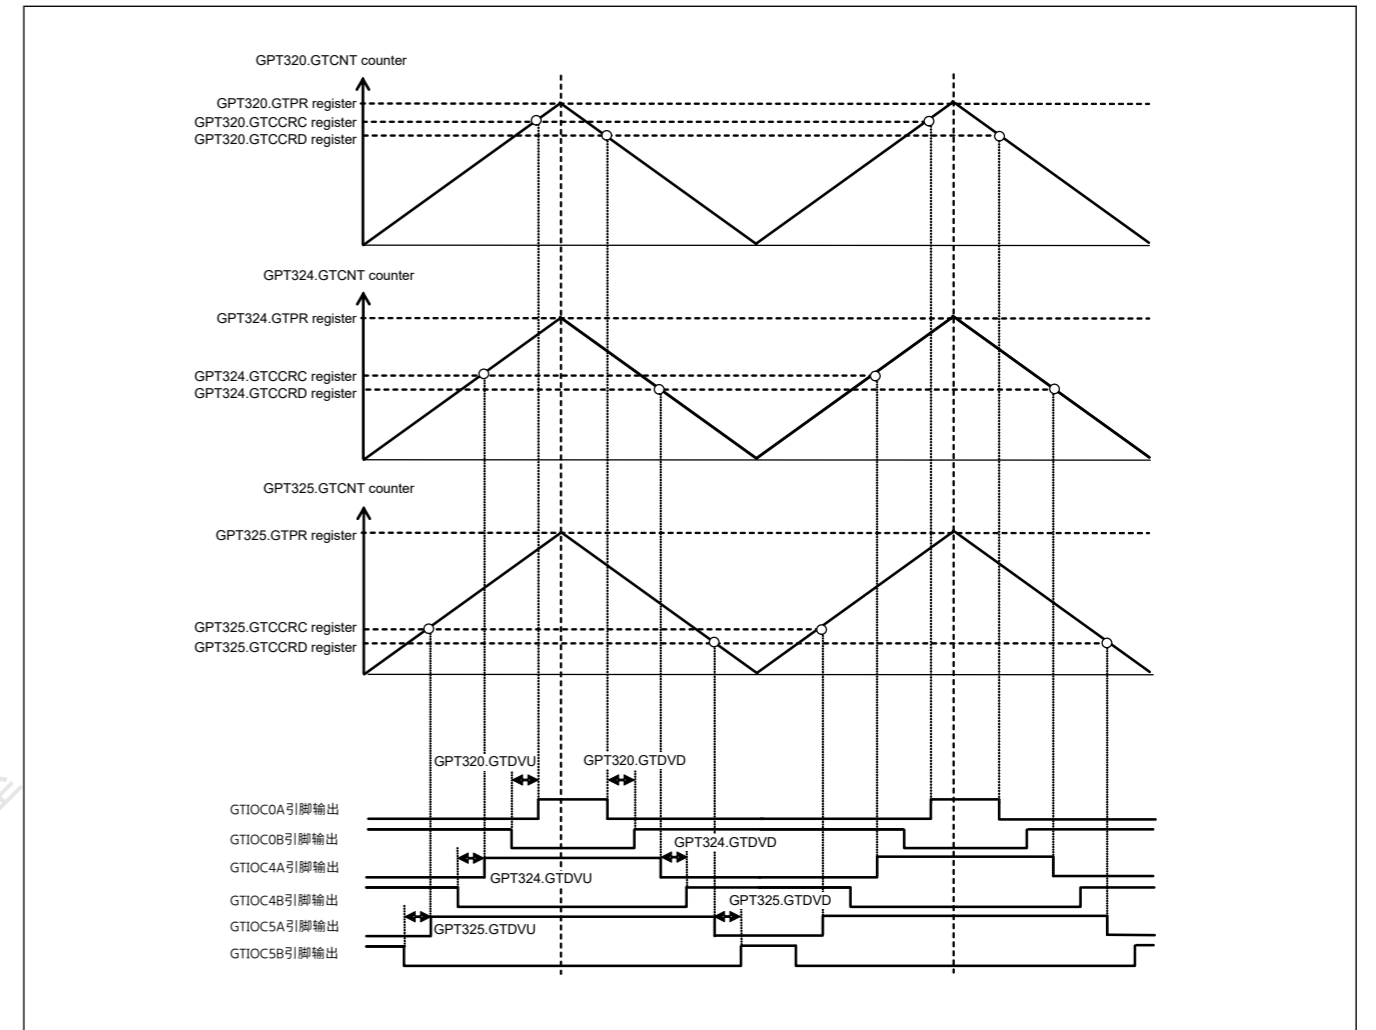 GPT320.GTCNT counter
GPT320.GTPR register
GPT320.GTCCRC register
GPT320.GTCCRD register
GPT324.GTCNT counter
GPT324.GTPR register
GPT324.GTCCRC register
GPT324.GTCCRD register
GPT325.GTCNT counter
GPT325.GTPR register
GPT325.GTCCRC register
GPT325.GTCCRD register
GPT320.GTDVU GPT320.GTDVD
GTIOC0A引脚输出
GTIOC0B引脚输出
GPT324.GTDVD
GTIOC4A引脚输出
GPT324.GTDVU
GTIOC4B引脚输出
GPT325.GTDVD
GTIOC5A引脚输出
GPT325.GTDVU
GTIOC5B引脚输出